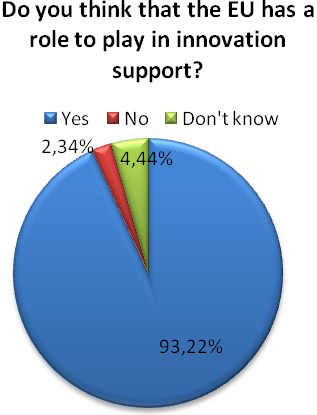 Do you think that the EU has a
role to play in innovation
support?
Yes No Don't know
2,34%
4,44%
93,22%